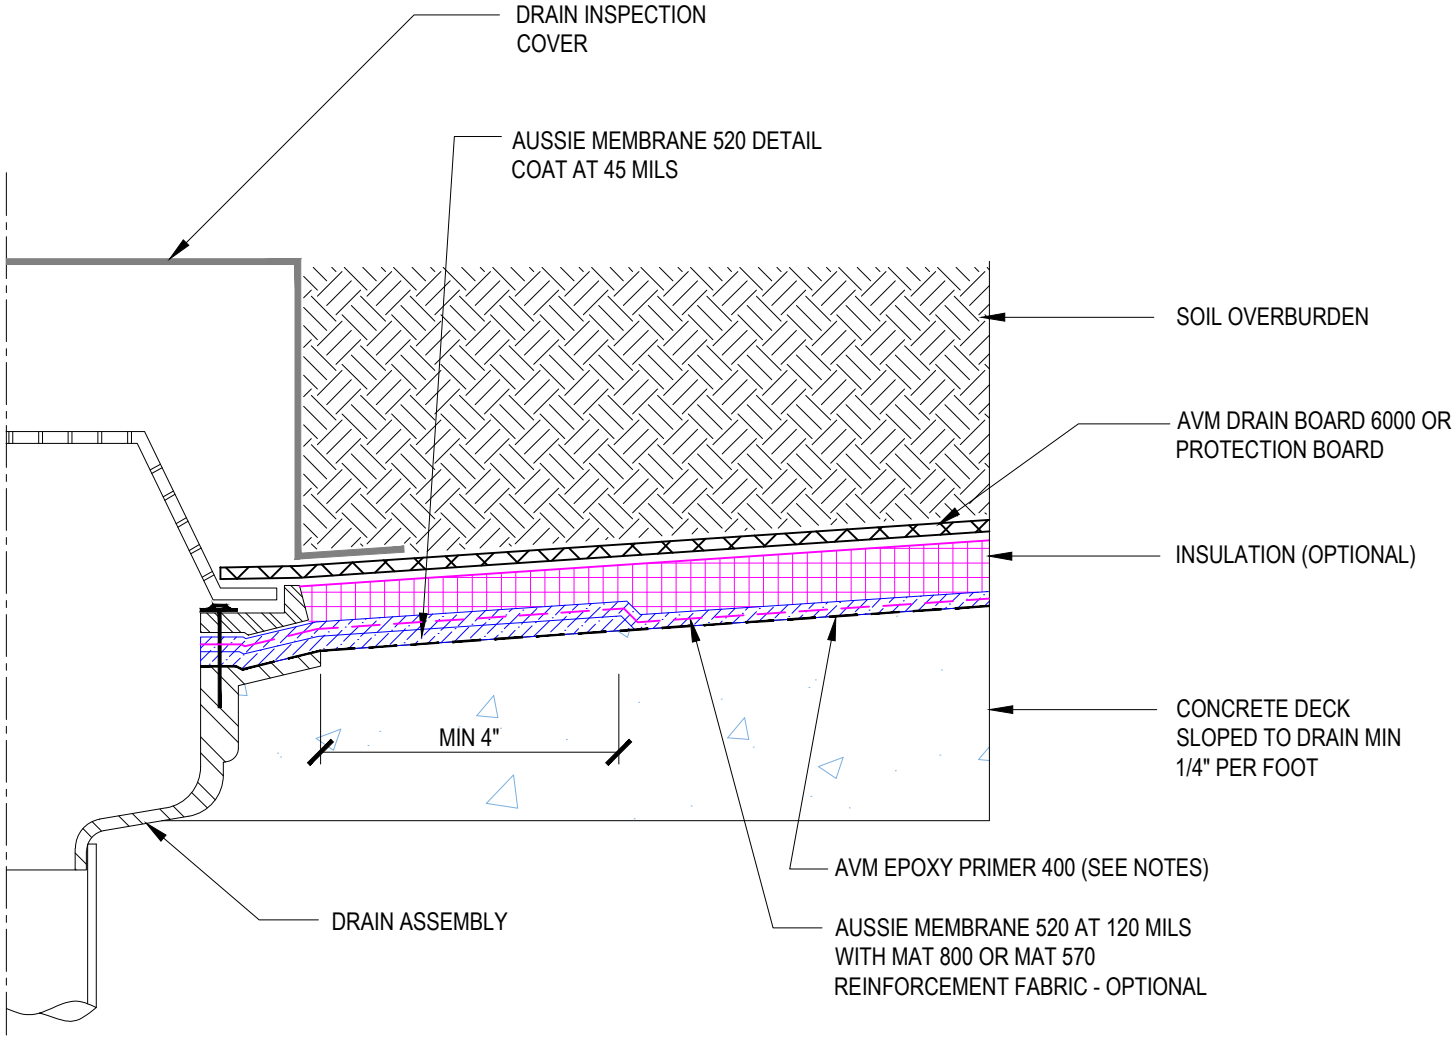 DRAIN INSPECTION
COVER
AUSSIE MEMBRANE 520 DETAIL
COAT AT 45 MILS
SOIL OVERBURDEN
AVM DRAIN BOARD 6000 OR
PROTECTION BOARD
INSULATION (OPTIONAL)
CONCRETE DECK
SLOPED TO DRAIN MIN
1/4" PER FOOT
MIN 4"
AVM EPOXY PRIMER 400 (SEE NOTES)
DRAIN ASSEMBLY
AUSSIE MEMBRANE 520 AT 120 MILS
WITH MAT 800 OR MAT 570
REINFORCEMENT FABRIC - OPTIONAL